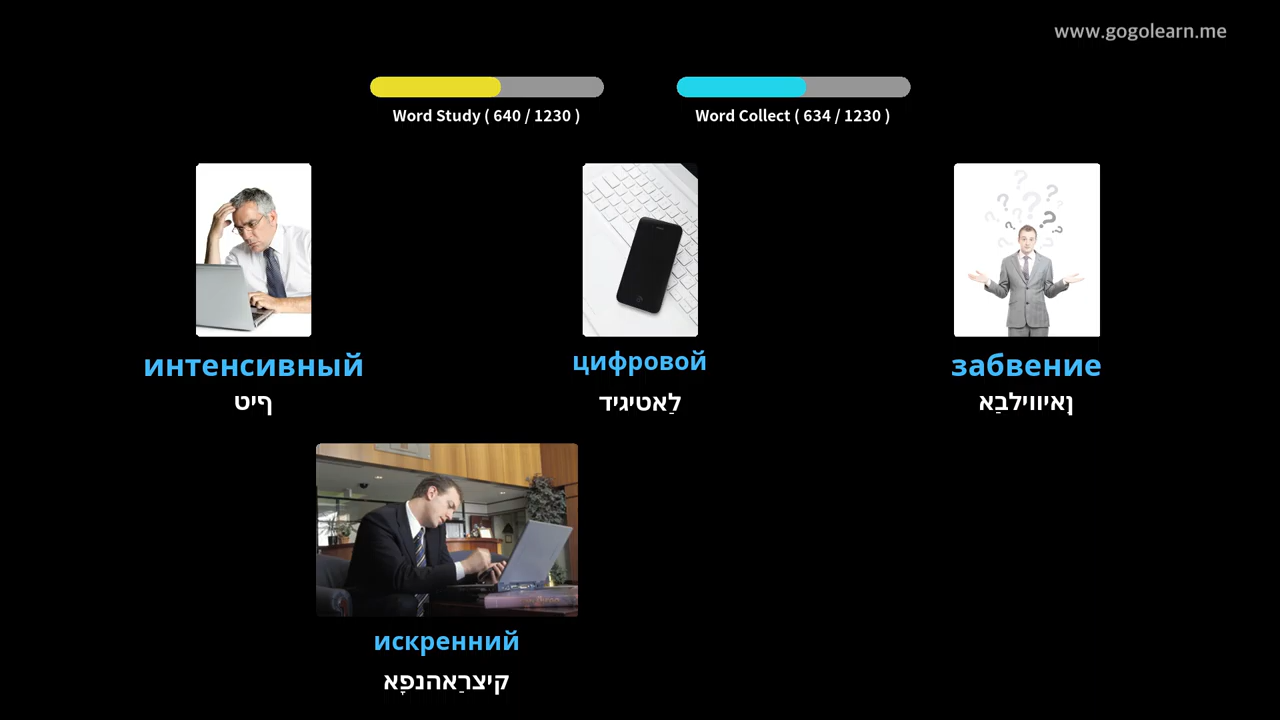 www.gogolearn.me
Word Study ( 640 / 1230 )
Word Collect ( 634 / 1230 )
интенсивный
ףיט
цифровой
לַאטיגיד
забвение
ןָאיווילבַא
искренний
קיצרַאהנפָא